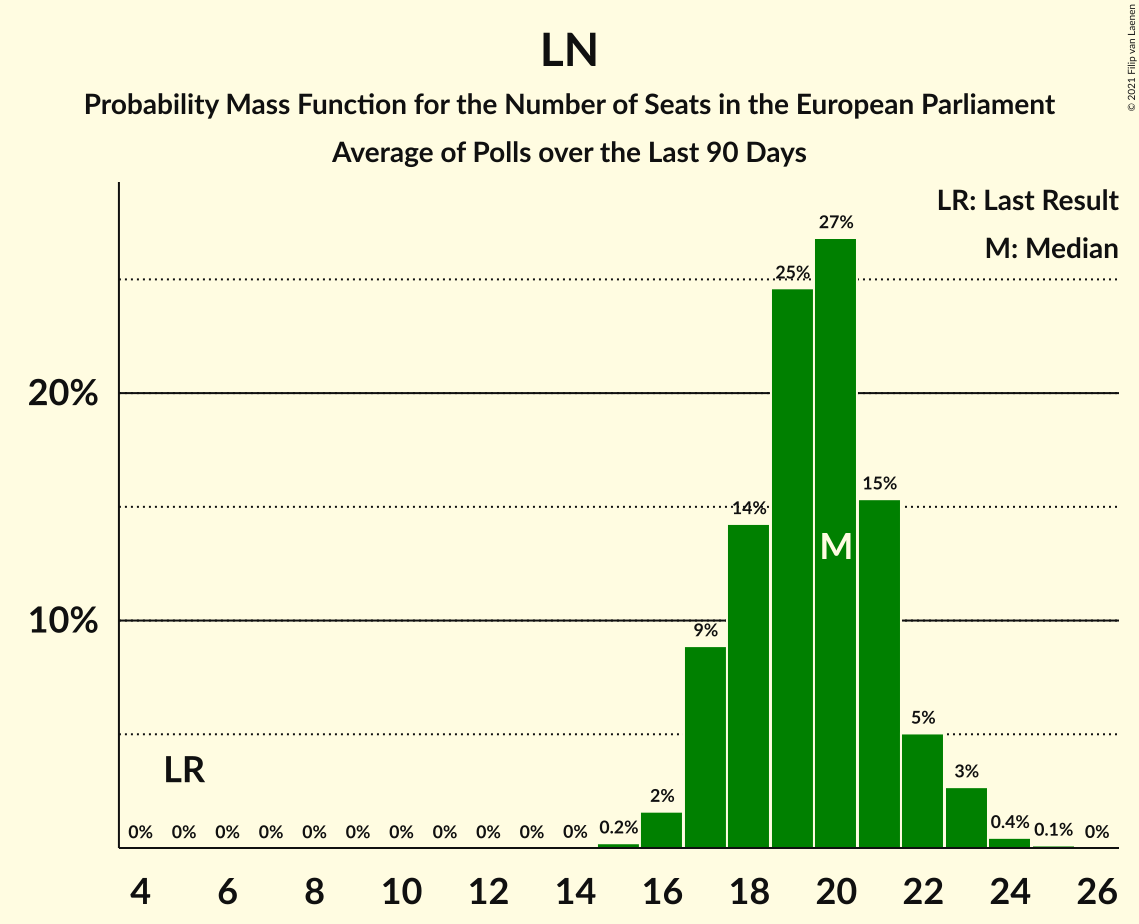 LN
Probability Mass Function for the Number of Seats in the European Parliament
Average of Polls over the Last 90 Days
© 2021 Filip van Laenen
LR: Last Result
M: Median
27%
25%
20%
15%
14%
M
10%
9%
5%
LR
3%
2%
0% 0% 0% 0% 0% 0% 0% 0% 0% 0% 0% 0.2% 0.4% 0.1% 0%
4 6 8 10 12 14 16 18 20 22 24 26